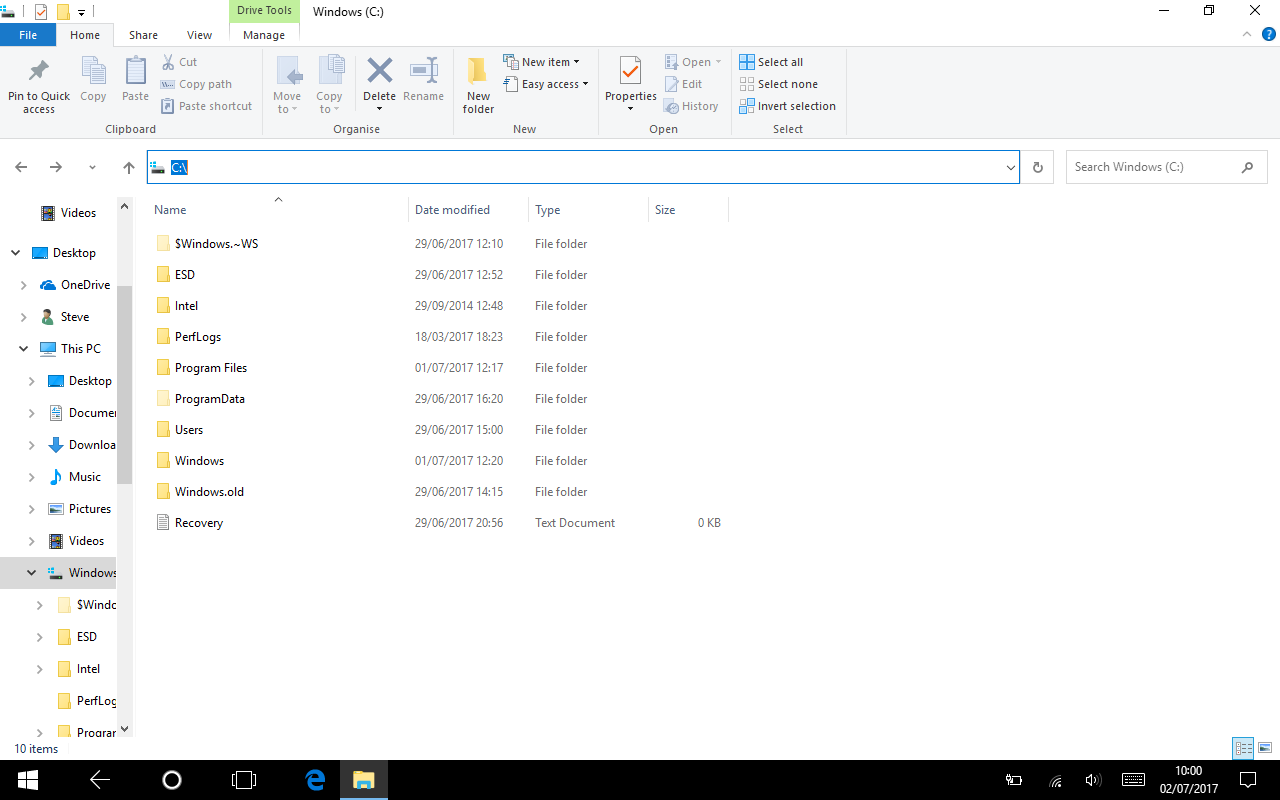 Drive Tools
Windows (C:)
File Home Share View Manage
Pin to Quick access
Copy
Paste
Cut
Copy path
Paste shortcut
Clipboard
Move to
Copy to
Delete
Rename
Organise
New folder
New item
Easy access
New
Properties
Open
Edit
History
Open
Select all
Select none
Invert selection
Select
C:\
Search Windows (C:)
Videos
Desktop
OneDrive
Steve
This PC
Desktop
Documen
Downloa
Music
Pictures
Videos
Windows
$Windo
ESD
Intel
PerfLog
Program
Name Date modified Type Size
$Windows.~WS 29/06/2017 12:10 File folder
ESD 29/06/2017 12:52 File folder
Intel 29/09/2014 12:48 File folder
PerfLogs 18/03/2017 18:23 File folder
Program Files 01/07/2017 12:17 File folder
ProgramData 29/06/2017 16:20 File folder
Users 29/06/2017 15:00 File folder
Windows 01/07/2017 12:20 File folder
Windows.old 29/06/2017 14:15 File folder
Recovery 29/06/2017 20:56 Text Document 0 KB
10 items
10:00
02/07/2017